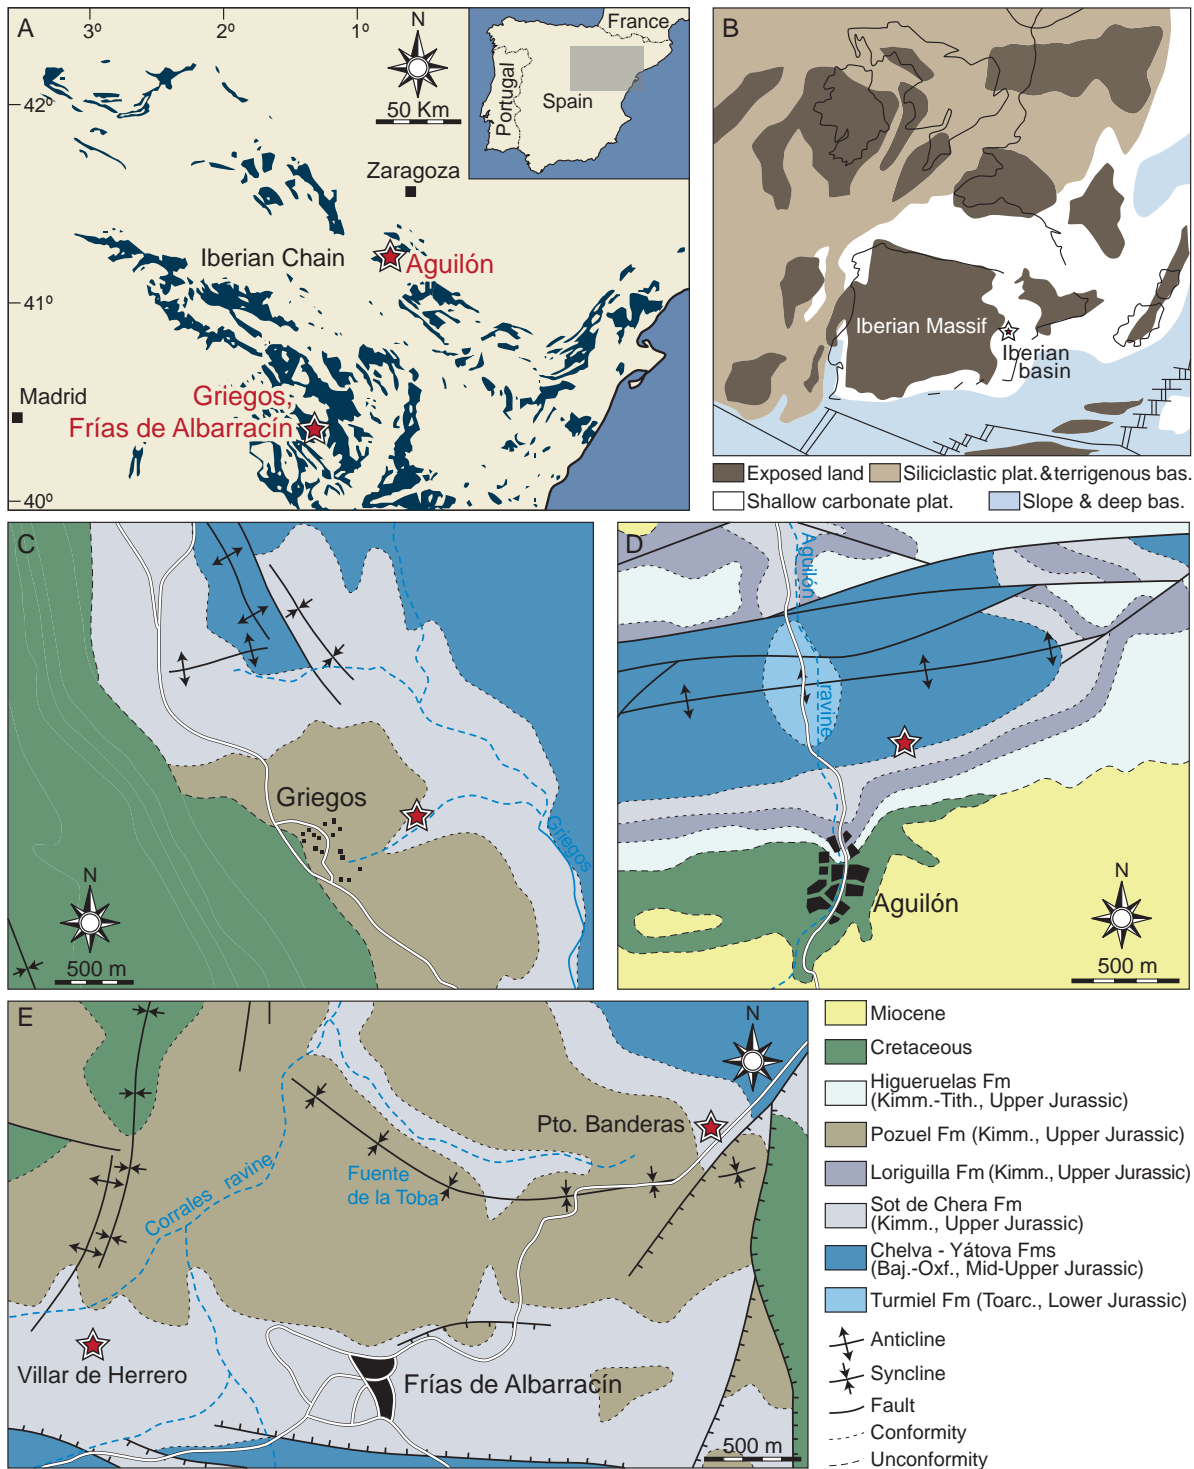 A
3º
2º
1º
N
50 Km
42º
41º
40º
France
Portugal
Spain
Zaragoza
Iberian Chain
Aguilón
Madrid
Griegos,
Frías de Albarracín
B
Iberian Massif
Iberian
basin
Exposed land
Siliciclastic plat. & terrigenous bas.
Shallow carbonate plat.
Slope & deep bas.
C
Griegos
Griegos
N
500 m
D
Aguilón
ravine
Aguilón
N
500 m
E
N
Pto. Banderas
Corrales ravine
Fuente
de la Toba
Villar de Herrero
Frías de Albarracín
500 m
Miocene
Cretaceous
Higueruelas Fm
(Kimm.-Tith., Upper Jurassic)
Pozuel Fm (Kimm., Upper Jurassic)
Loriguilla Fm (Kimm., Upper Jurassic)
Sot de Chera Fm
(Kimm., Upper Jurassic)
Chelva - Yátova Fms
(Baj.-Oxf., Mid-Upper Jurassic)
Turmiel Fm (Toarc., Lower Jurassic)
Anticline
Syncline
Fault
Conformity
Unconformity